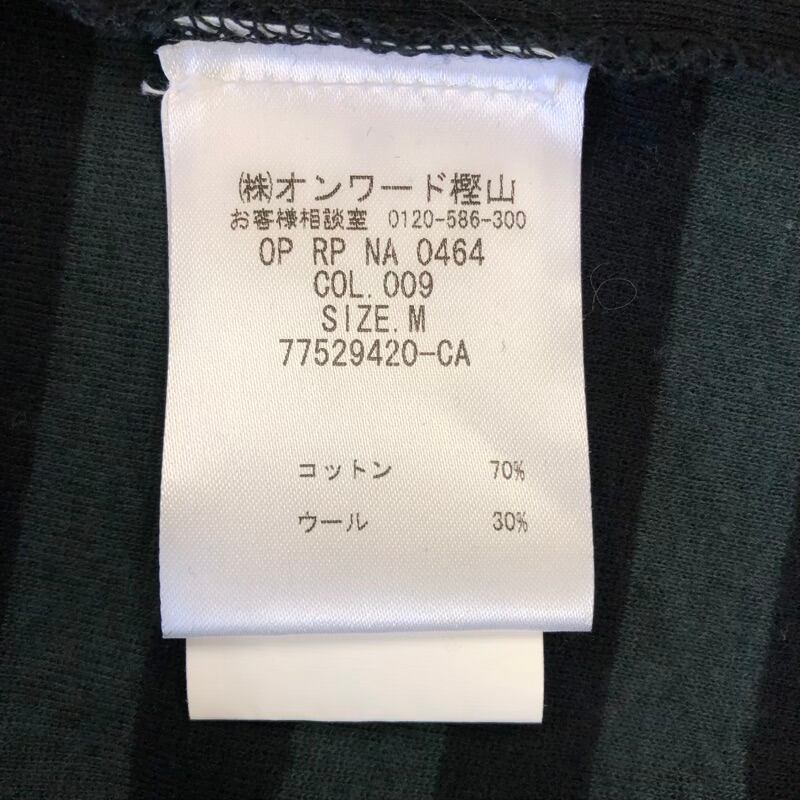 ㈱オンワード樫山
お客様相談室 0120-586-300
OP RP NA 0464
COL.009
SIZE.M
77529420-CA
コットン 70%
ウール 30%